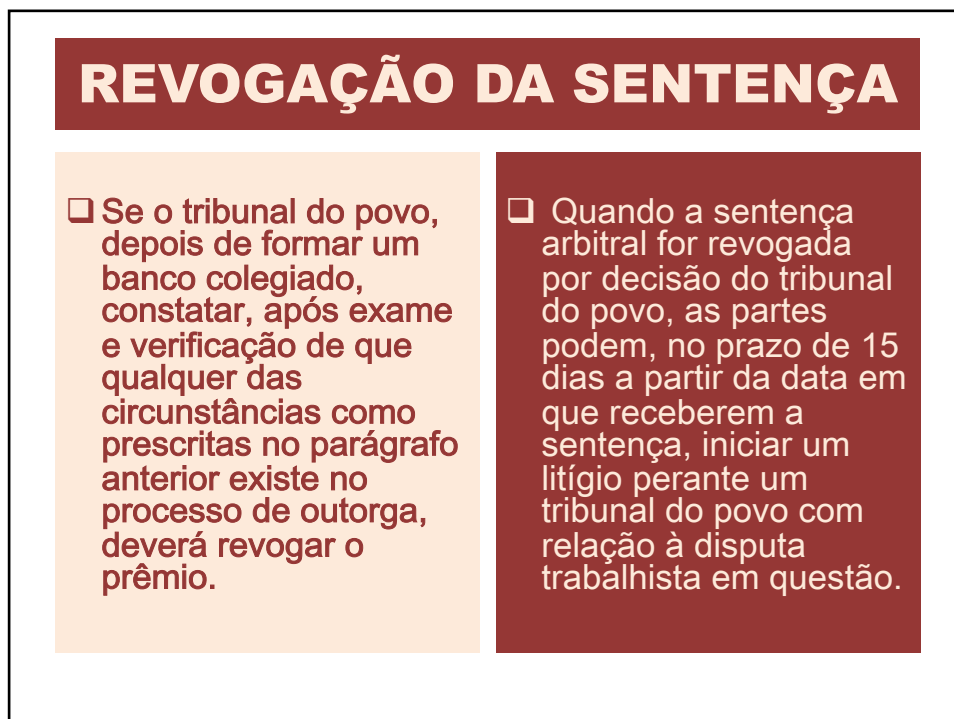 REVOGAÇÃO DA SENTENÇA
❑ Se o tribunal do povo,
depois de formar um
banco colegiado,
constatar, após exame
e verificação de que
qualquer das
circunstâncias como
prescritas no parágrafo
anterior existe no
processo de outorga,
deverá revogar o
prêmio.
❑ Quando a sentença
arbitral for revogada
por decisão do tribunal
do povo, as partes
podem, no prazo de 15
dias a partir da data em
que receberem a
sentença, iniciar um
litígio perante um
tribunal do povo com
relação à disputa
trabalhista em questão.